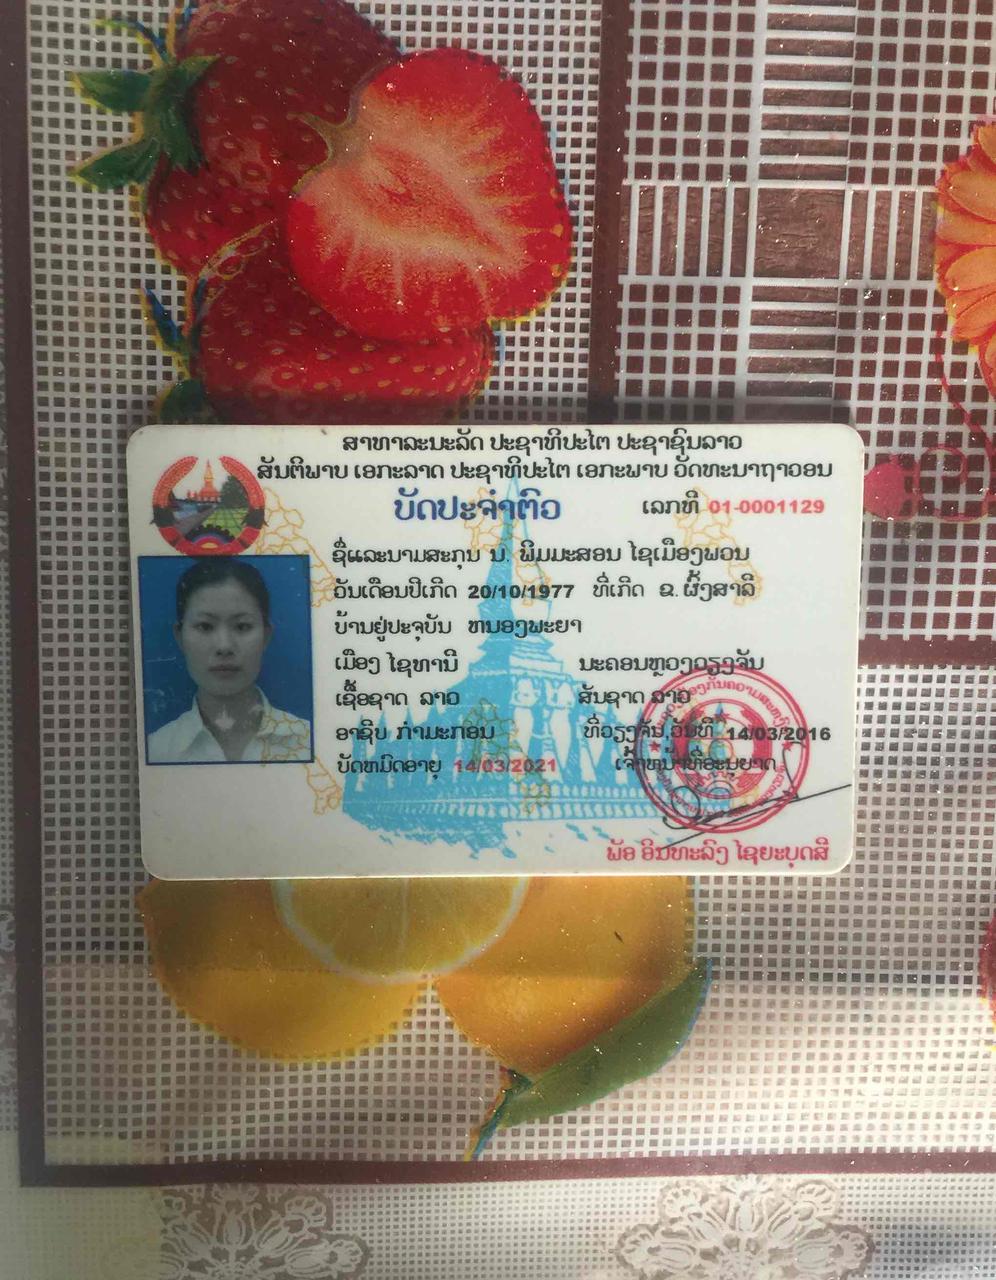 ສາທາລະນະລັດ ປະຊາທິປະໄຕ ປະຊາຊົນລາວ
ສັນຕິພາບ ເອກະລາດ ປະຊາທິປະໄຕ ເອກະພາບ ວັດທະນາຖາວອນ
ບັດປະຈຳຕົວ ເລກທີ 01-0001129
ຊື່ແລະນາມສະກຸນ ນ. ພິມມະສອນ ໄຊເມືອງພວນ
ວັນເດືອນປີເກີດ 20/10/1977 ທີ່ເກີດ ຂ.ຜົ້ງສາລີ
ບ້ານຢູ່ປະຈຸບັນ ຫນອງພະຍາ
ເມືອງ ໄຊທານີ ນະຄອນຫຼວງວຽງຈັນ
ເຊື້ອຊາດ ລາວ ສັນຊາດ ລາວ
ອາຊີບ ກຳມະກອນ ທີ່ວຽງຈັນ,ວັນທີ 14/03/2016
ບັດຫມົດອາຍຸ 14/03/2021 ເຈົ້າຫນ້າທີ່ອະນຸຍາດ
ພັອ ອິນທະລົງ ໄຊຍະບຸດສີ